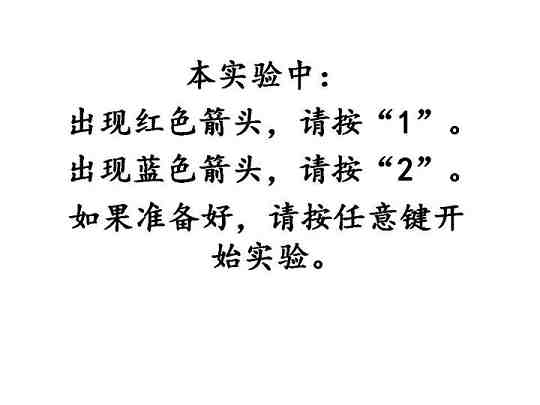 本实验中：
出现红色箭头，请按“1”。
出现蓝色箭头，请按“2”。
如果准备好，请按任意键开
始实验。